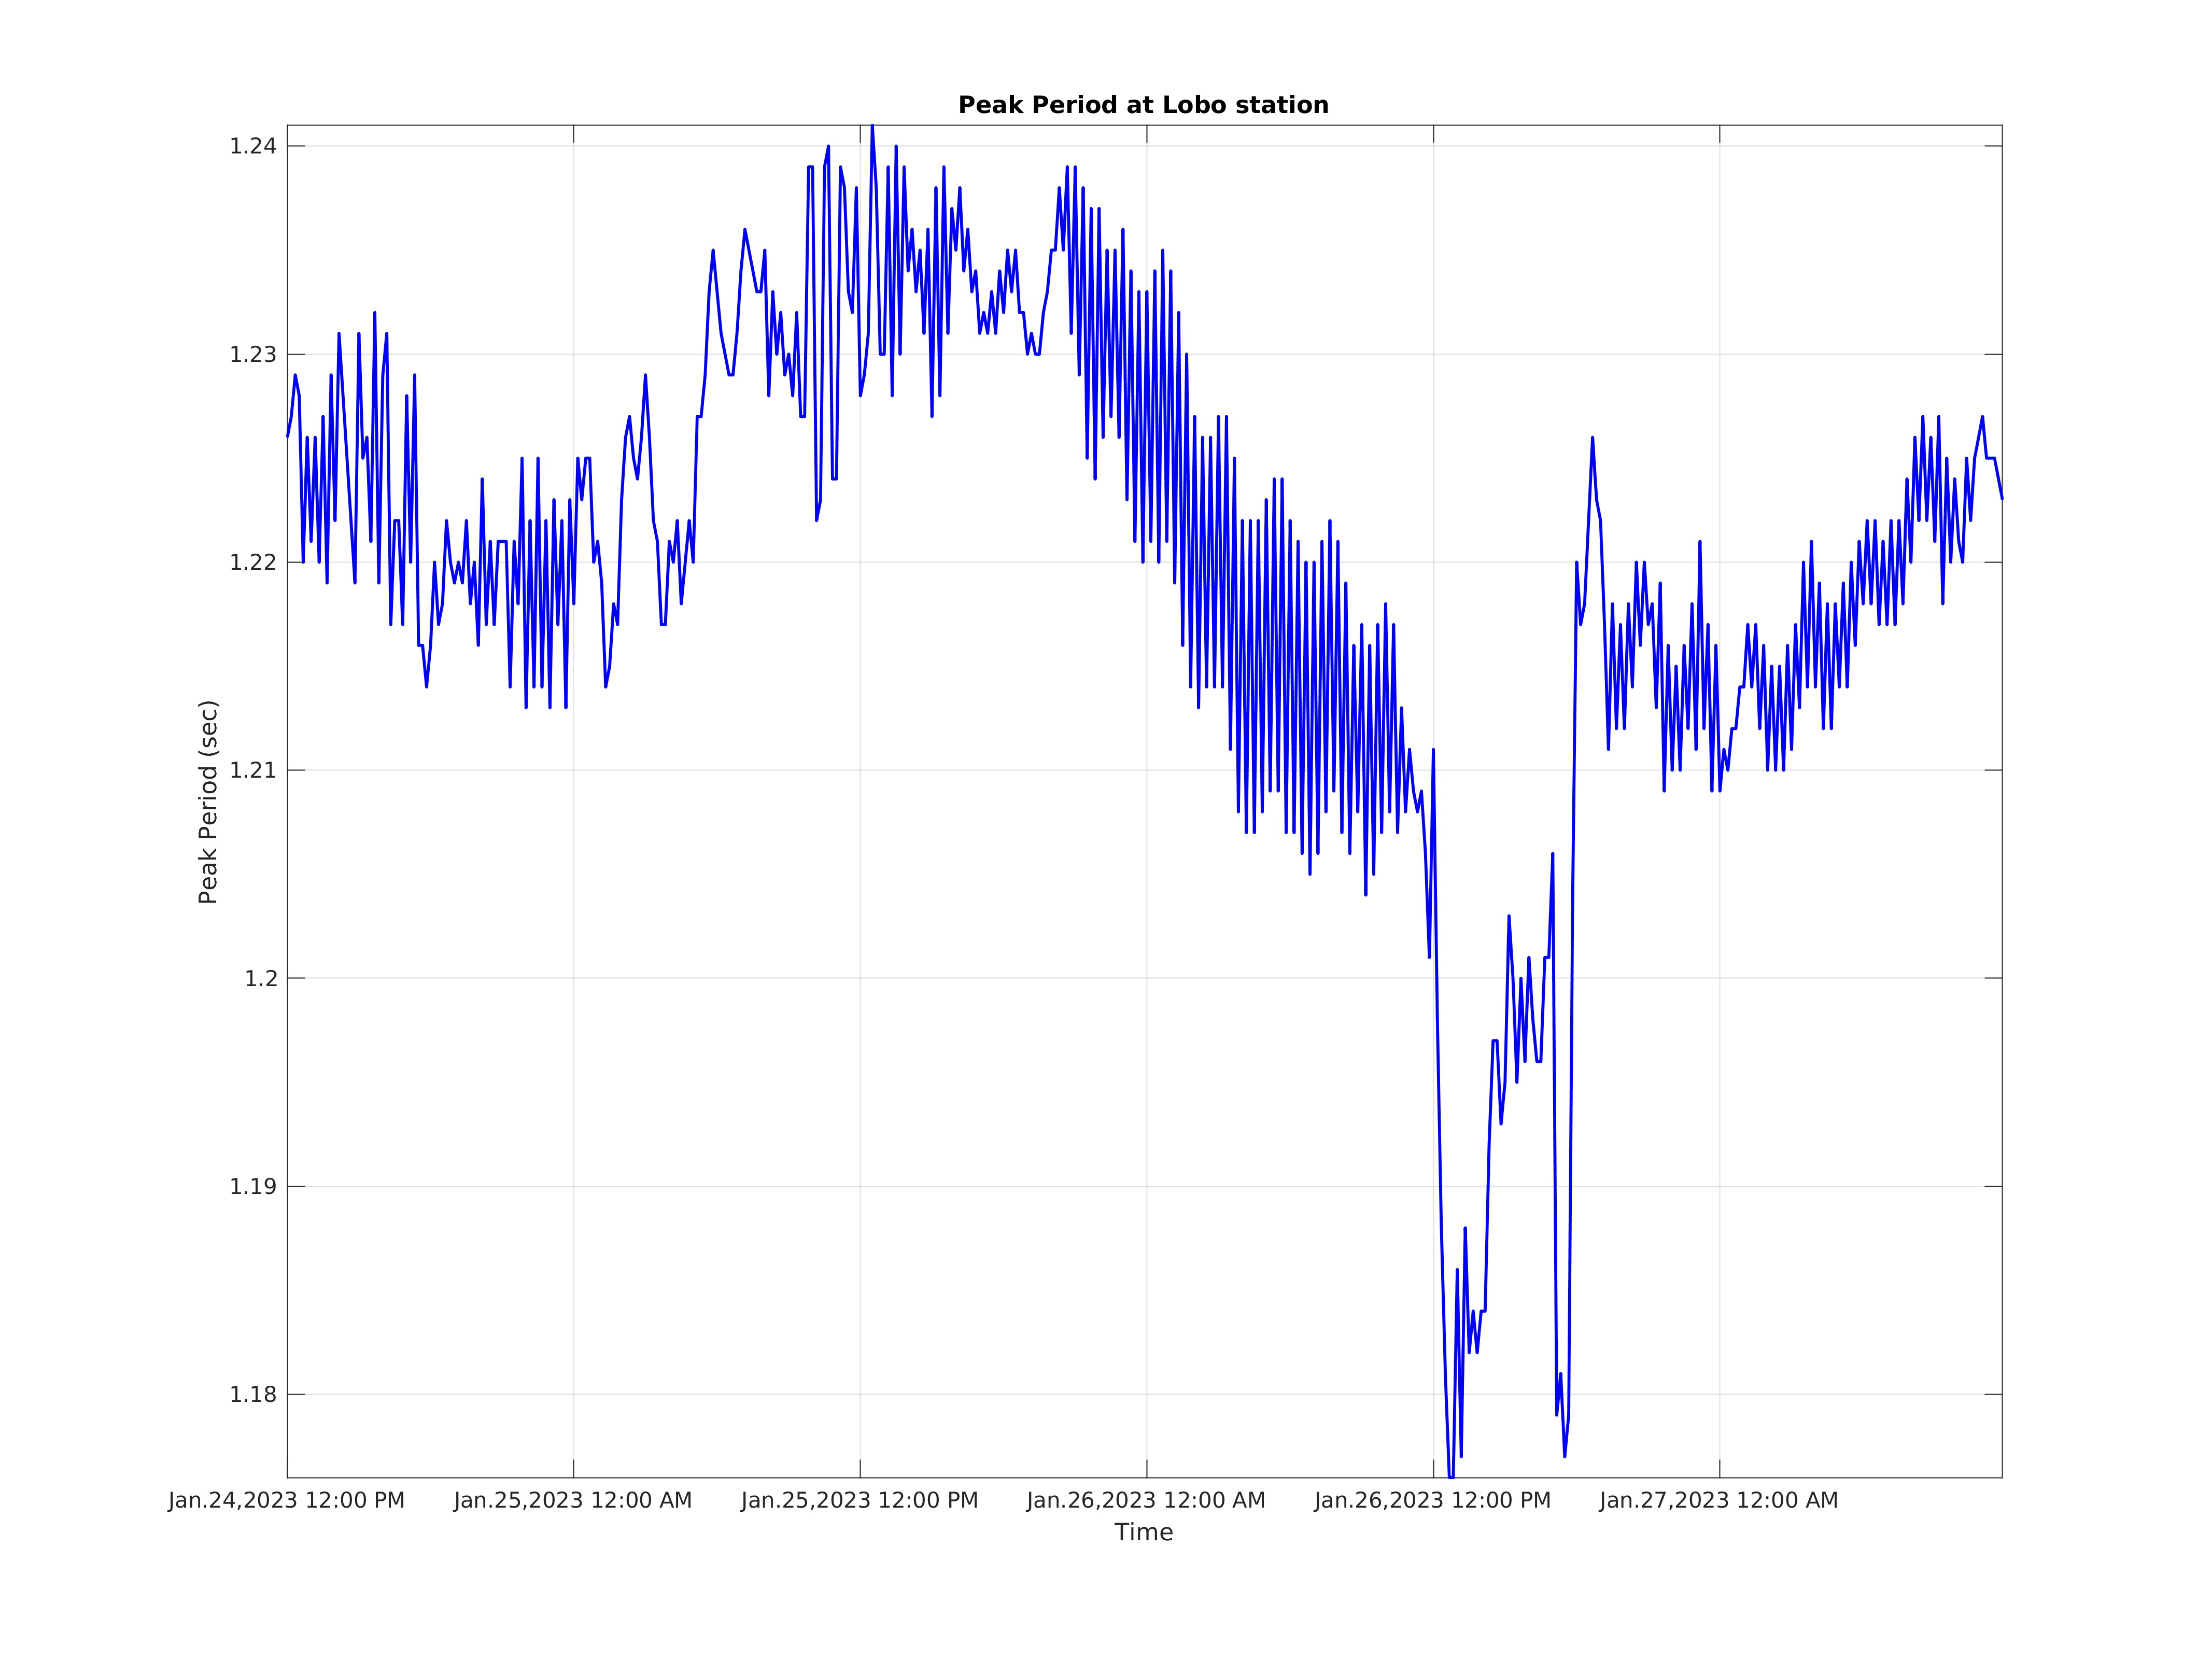 Peak Period at Lobo station
1.24
1.23
1.22
1.21
1.2
1.19
1.18
Peak Period (sec)
Jan.24,2023 12:00 PM
Jan.25,2023 12:00 AM
Jan.25,2023 12:00 PM
Jan.26,2023 12:00 AM
Jan.26,2023 12:00 PM
Jan.27,2023 12:00 AM
Time